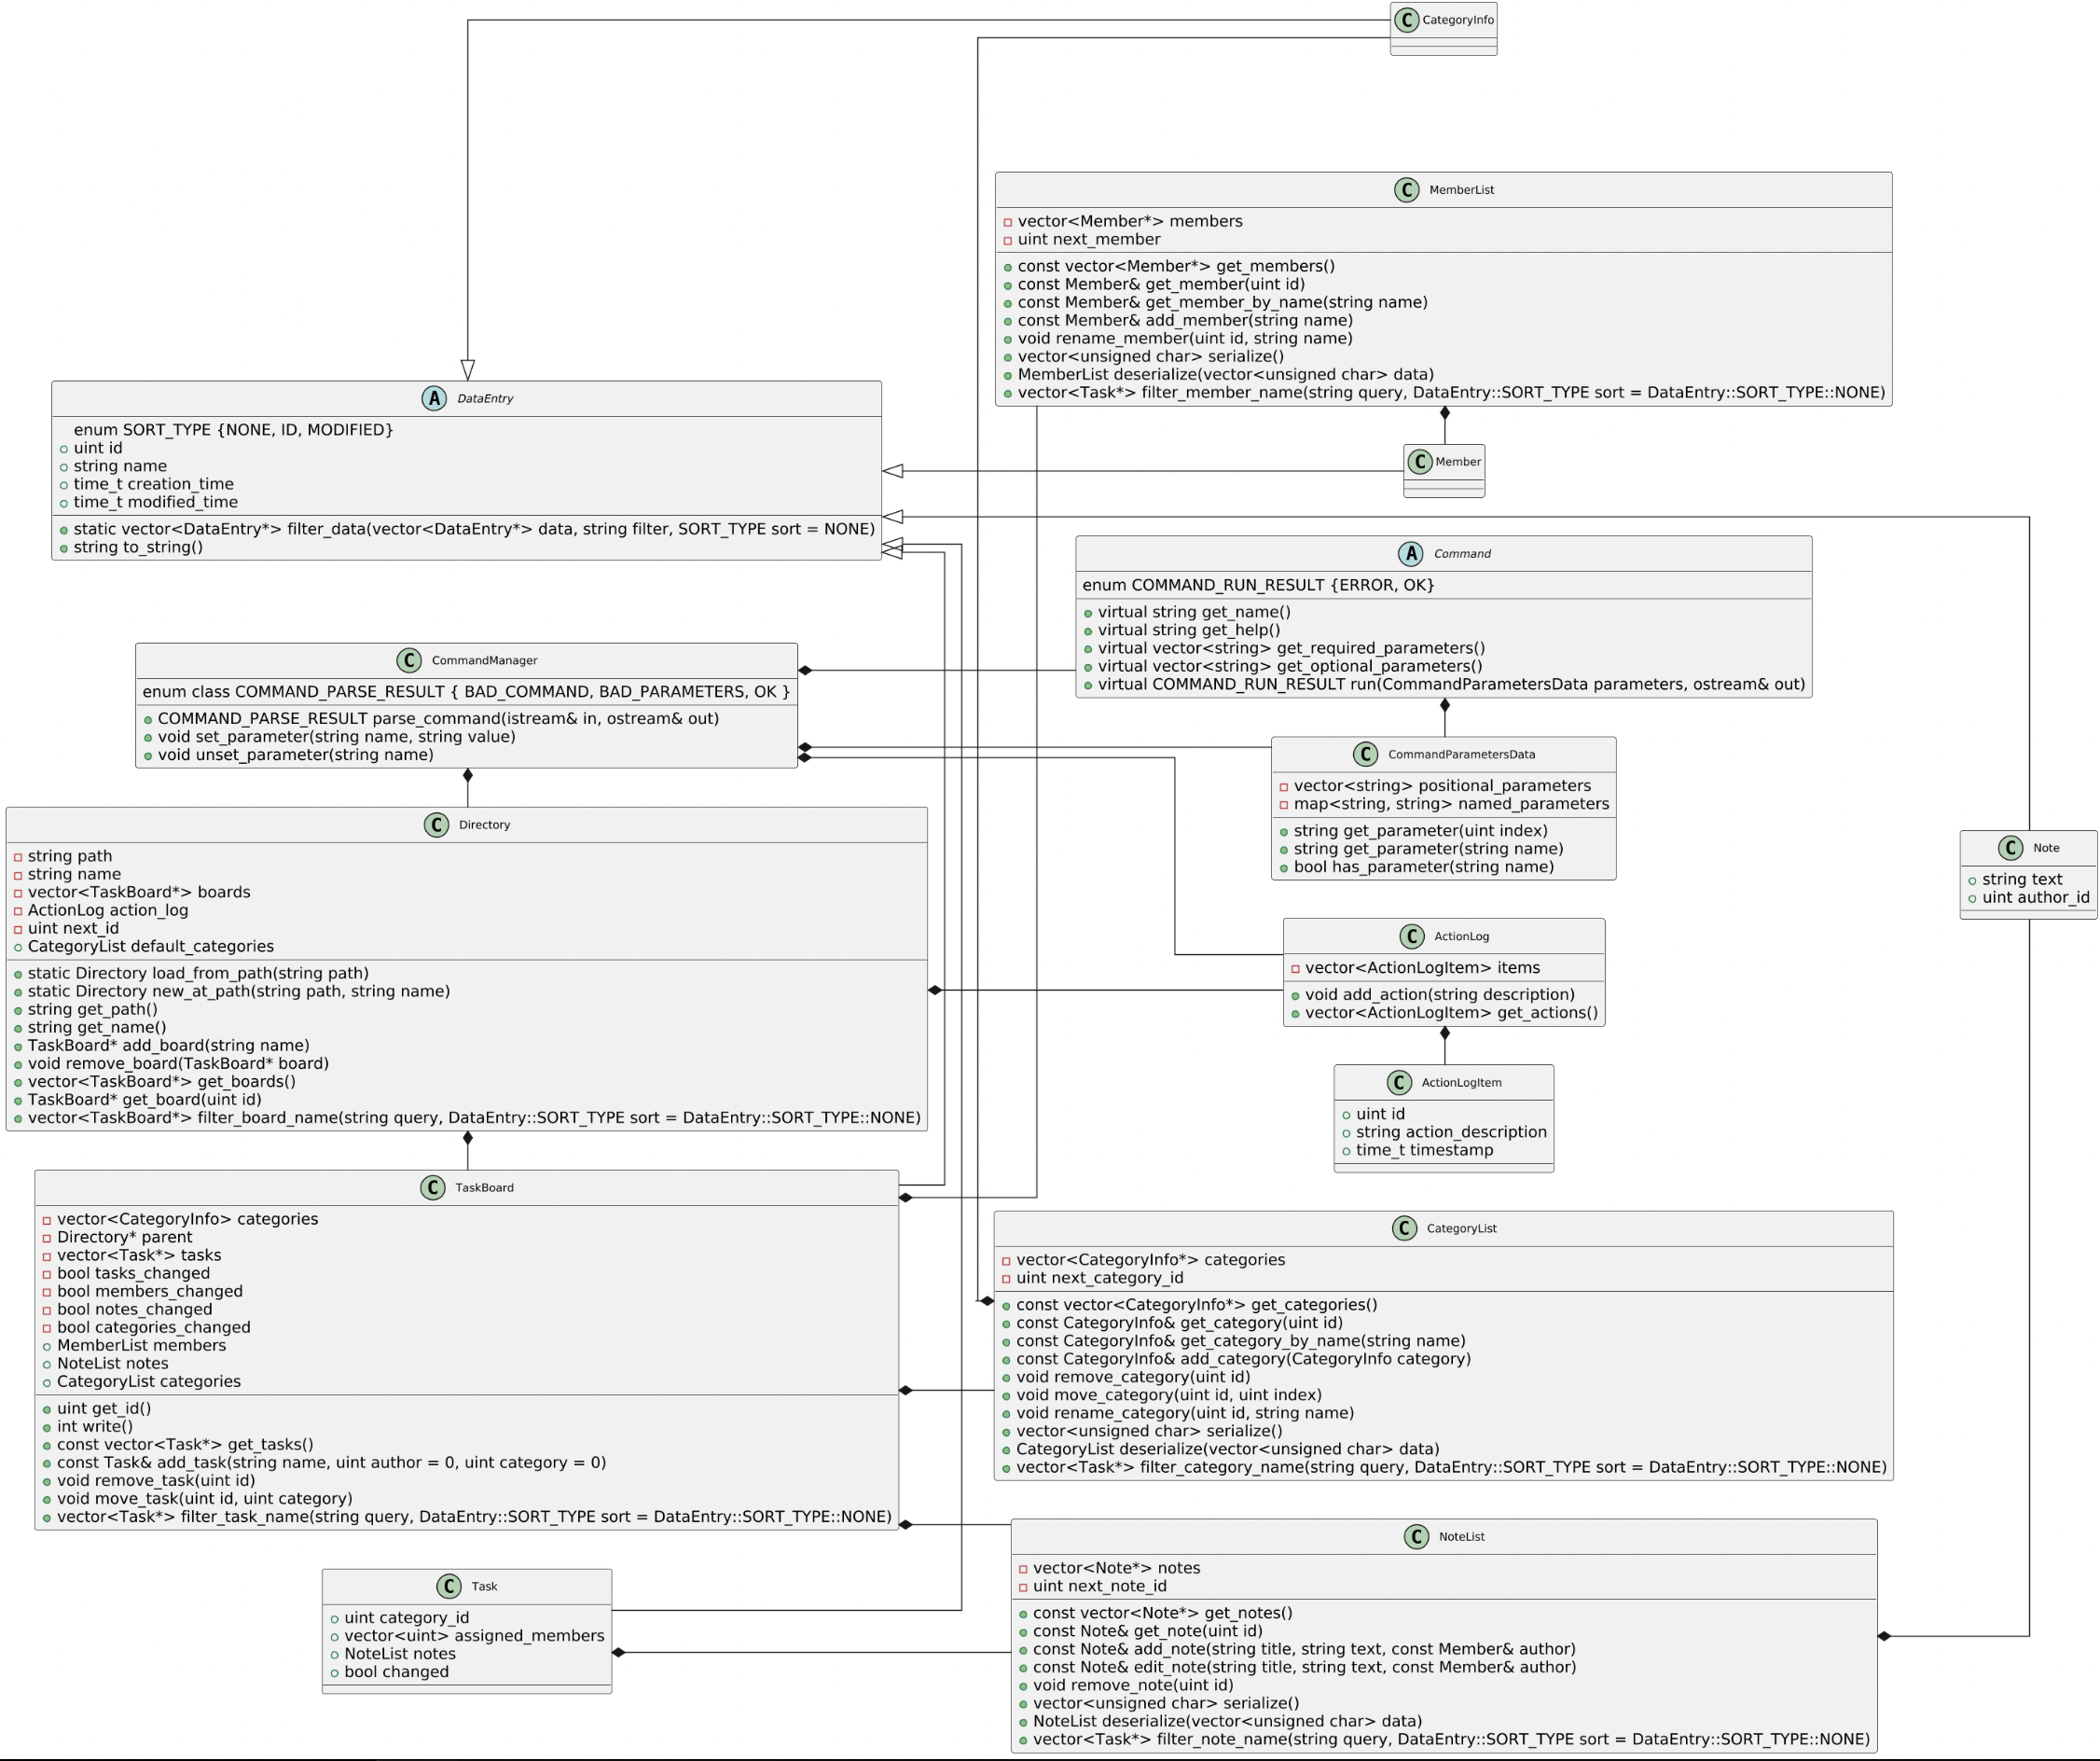 C CategoryInfo
C MemberList
vector<Member*> members
uint next_member
const vector<Member*> get_members()
const Member& get_member(uint id)
const Member& get_member_by_name(string name)
const Member& add_member(string name)
void rename_member(uint id, string name)
vector<unsigned char> serialize()
MemberList deserialize(vector<unsigned char> data)
vector<Task*> filter_member_name(string query, DataEntry::SORT_TYPE sort = DataEntry::SORT_TYPE::NONE)
A DataEntry
enum SORT_TYPE {NONE, ID, MODIFIED}
uint id
string name
time_t creation_time
time_t modified_time
static vector<DataEntry*> filter_data(vector<DataEntry*> data, string filter, SORT_TYPE sort = NONE)
string to_string()
C Member
A Command
enum COMMAND_RUN_RESULT {ERROR, OK}
virtual string get_name()
virtual string get_help()
virtual vector<string> get_required_parameters()
virtual vector<string> get_optional_parameters()
virtual COMMAND_RUN_RESULT run(CommandParametersData parameters, ostream& out)
C CommandManager
enum class COMMAND_PARSE_RESULT { BAD_COMMAND, BAD_PARAMETERS, OK }
COMMAND_PARSE_RESULT parse_command(istream& in, ostream& out)
void set_parameter(string name, string value)
void unset_parameter(string name)
C CommandParametersData
vector<string> positional_parameters
map<string, string> named_parameters
string get_parameter(uint index)
string get_parameter(string name)
bool has_parameter(string name)
C Note
string text
uint author_id
C Directory
string path
string name
vector<TaskBoard*> boards
ActionLog action_log
uint next_id
CategoryList default_categories
static Directory load_from_path(string path)
static Directory new_at_path(string path, string name)
string get_path()
string get_name()
TaskBoard* add_board(string name)
void remove_board(TaskBoard* board)
vector<TaskBoard*> get_boards()
TaskBoard* get_board(uint id)
vector<TaskBoard*> filter_board_name(string query, DataEntry::SORT_TYPE sort = DataEntry::SORT_TYPE::NONE)
C ActionLog
vector<ActionLogItem> items
void add_action(string description)
vector<ActionLogItem> get_actions()
C ActionLogItem
uint id
string action_description
time_t timestamp
C TaskBoard
vector<CategoryInfo> categories
Directory* parent
vector<Task*> tasks
bool tasks_changed
bool members_changed
bool notes_changed
bool categories_changed
MemberList members
NoteList notes
CategoryList categories
uint get_id()
int write()
const vector<Task*> get_tasks()
const Task& add_task(string name, uint author = 0, uint category = 0)
void remove_task(uint id)
void move_task(uint id, uint category)
vector<Task*> filter_task_name(string query, DataEntry::SORT_TYPE sort = DataEntry::SORT_TYPE::NONE)
C CategoryList
vector<CategoryInfo*> categories
uint next_category_id
const vector<CategoryInfo*> get_categories()
const CategoryInfo& get_category(uint id)
const CategoryInfo& get_category_by_name(string name)
const CategoryInfo& add_category(CategoryInfo category)
void remove_category(uint id)
void move_category(uint id, uint index)
void rename_category(uint id, string name)
vector<unsigned char> serialize()
CategoryList deserialize(vector<unsigned char> data)
vector<Task*> filter_category_name(string query, DataEntry::SORT_TYPE sort = DataEntry::SORT_TYPE::NONE)
C Task
uint category_id
vector<uint> assigned_members
NoteList notes
bool changed
C NoteList
vector<Note*> notes
uint next_note_id
const vector<Note*> get_notes()
const Note& get_note(uint id)
const Note& add_note(string title, string text, const Member& author)
const Note& edit_note(string title, string text, const Member& author)
void remove_note(uint id)
vector<unsigned char> serialize()
NoteList deserialize(vector<unsigned char> data)
vector<Task*> filter_note_name(string query, DataEntry::SORT_TYPE sort = DataEntry::SORT_TYPE::NONE)